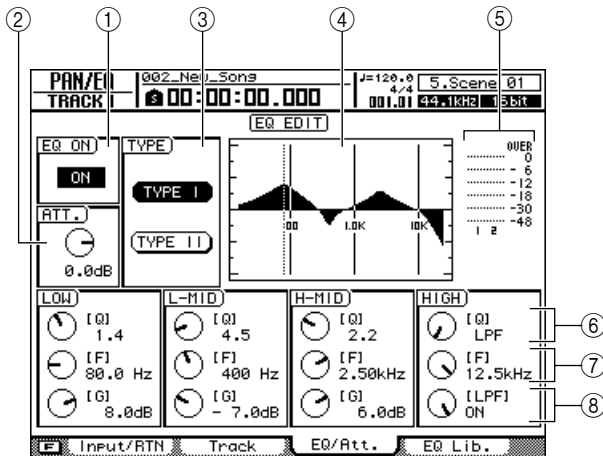 ② ① ③ ④ ⑤
PAN/EQ
TRACK 1
002_New_Song
S 00:00:00.000
♩=120.0
4/4
001.01
5.Scene 01
44.1kHz 16bit
EQ EDIT
EQ ON
ON
ATT.
0.0dB
TYPE
TYPE I
TYPE II
1.0K 10K
OVER
0
- 6
-12
-18
-30
-48
1 2
LOW
[Q]
1.4
[F]
80.0 Hz
[G]
8.0dB
L-MID
[Q]
4.5
[F]
400 Hz
[G]
- 7.0dB
H-MID
[Q]
2.2
[F]
2.50kHz
[G]
6.0dB
HIGH
[Q]
LPF
[F]
12.5kHz
[LPF]
ON
⑥
⑦
⑧
F Input/RTN Track EQ/Att. EQ Lib.